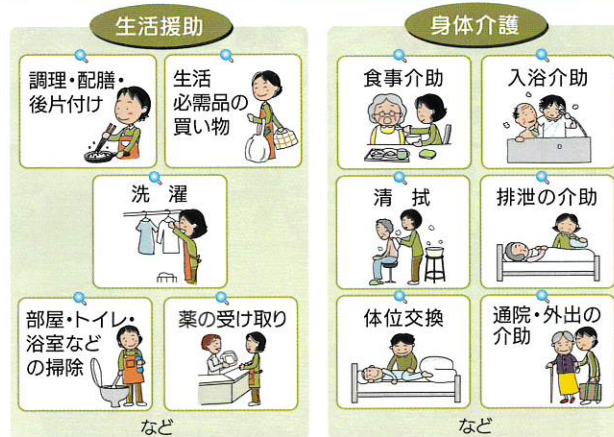 生活援助
調理・配膳・
後片付け
生活
必需品の
買い物
洗 濯
部屋・トイレ・
浴室など
の掃除
薬の受け取り
など
身体介護
食事介助
入浴介助
清 拭
排泄の介助
体位交換
通院・外出の
介助
など